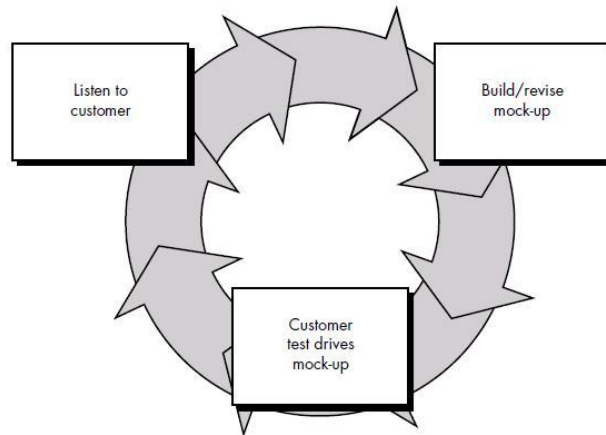 Listen to
customer
Build/revise
mock-up
Customer
test drives
mock-up